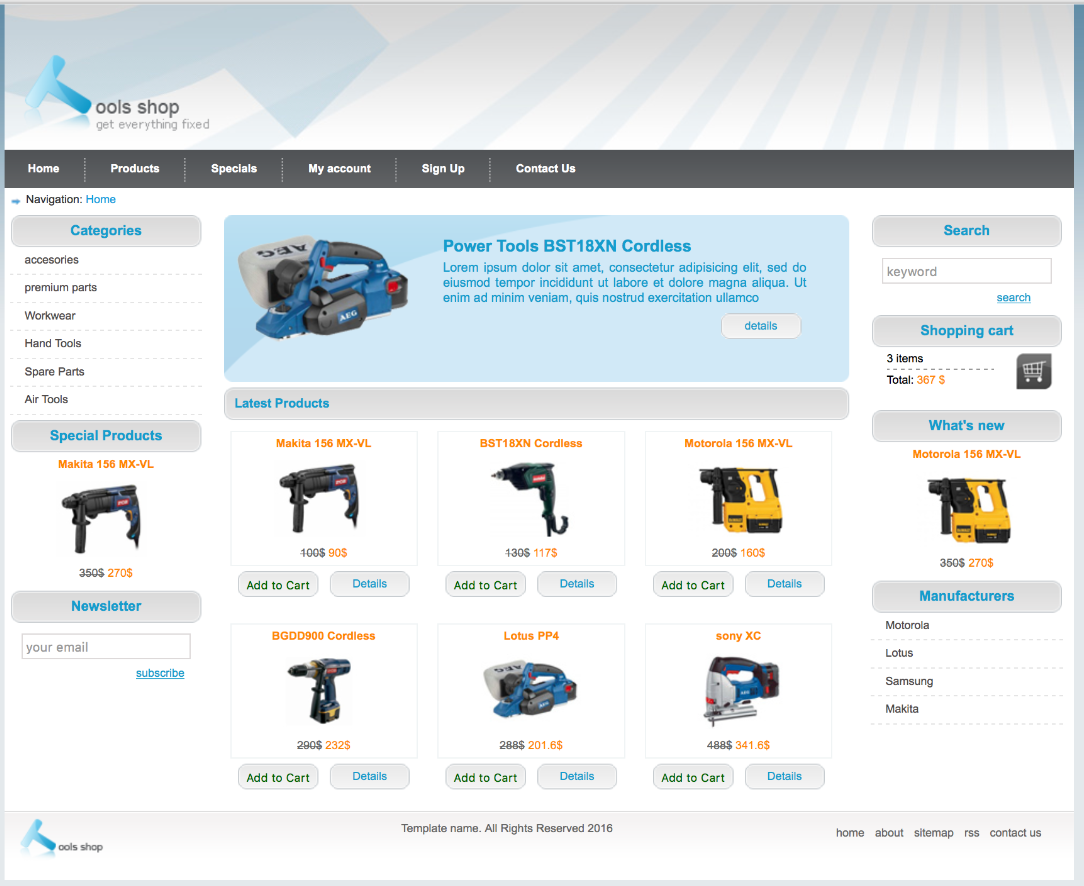 ools shop
get everything fixed
Home Products Specials My account Sign Up Contact Us
Navigation: Home
Categories
accesories
premium parts
Workwear
Hand Tools
Spare Parts
Air Tools
Special Products
Makita 156 MX-VL
350$ 270$
Newsletter
your email
subscribe
AEG
AEG
Power Tools BST18XN Cordless
Lorem ipsum dolor sit amet, consectetur adipisicing elit, sed do
eiusmod tempor incididunt ut labore et dolore magna aliqua. Ut
enim ad minim veniam, quis nostrud exercitation ullamco
details
Latest Products
Makita 156 MX-VL
100$ 90$
Add to Cart Details
BST18XN Cordless
130$ 117$
Add to Cart Details
Motorola 156 MX-VL
200$ 160$
Add to Cart Details
BGDD900 Cordless
290$ 232$
Add to Cart Details
Lotus PP4
AEG
AEG
288$ 201.6$
Add to Cart Details
sony XC
AEG
488$ 341.6$
Add to Cart Details
Search
keyword
search
Shopping cart
3 items
Total: 367 $
What's new
Motorola 156 MX-VL
350$ 270$
Manufacturers
Motorola
Lotus
Samsung
Makita
ools shop
Template name. All Rights Reserved 2016
home about sitemap rss contact us